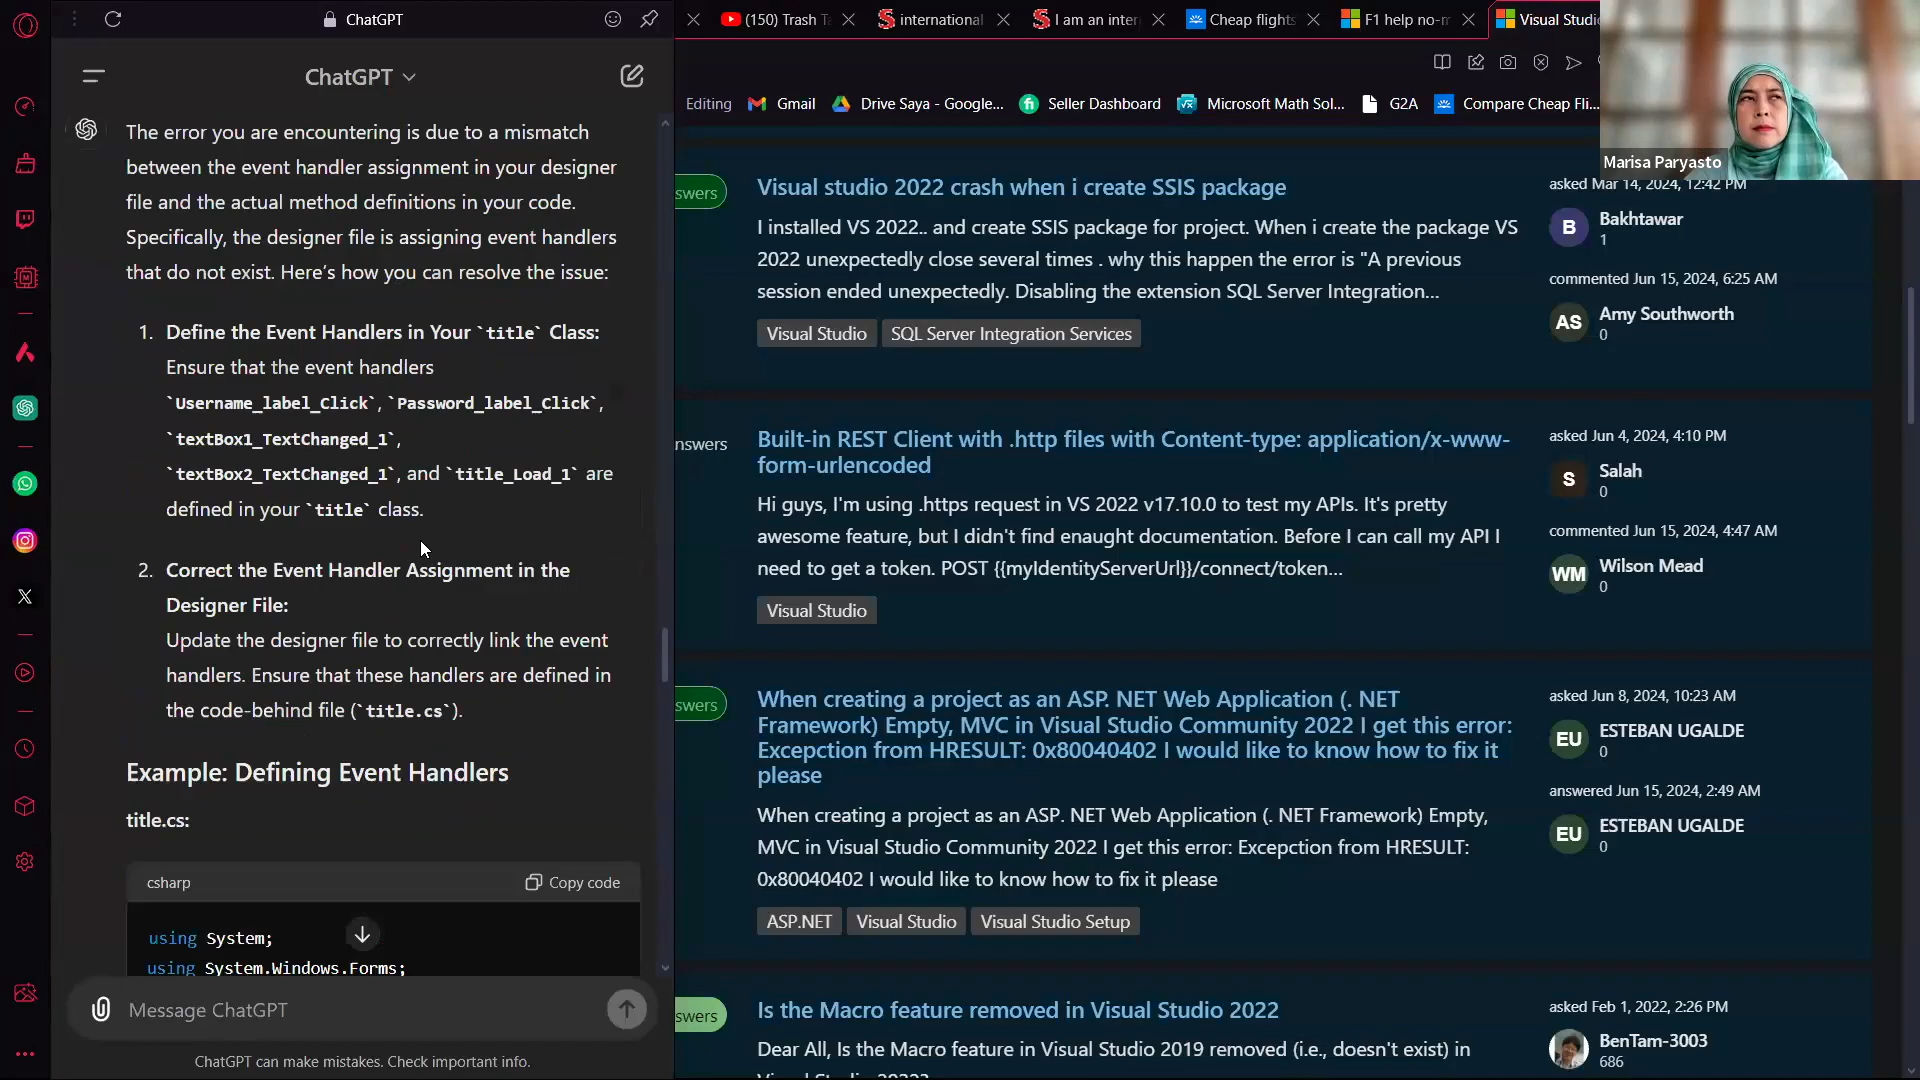 ChatGPT
(150) Trash T
international
I am an inter
Cheap flights
F1 help no-m
Visual Studi
ChatGPT
Editing
Gmail
Drive Saya - Google...
Seller Dashboard
Microsoft Math Sol...
G2A
Compare Cheap Fli...
Marisa Paryasto
The error you are encountering is due to a mismatch
between the event handler assignment in your designer
file and the actual method definitions in your code.
Specifically, the designer file is assigning event handlers
that do not exist. Here's how you can resolve the issue:
1. Define the Event Handlers in Your `title` Class:
Ensure that the event handlers
`Username_label_Click`, `Password_label_Click`,
`textBox1_TextChanged_1`,
`textBox2_TextChanged_1`, and `title_Load_1` are
defined in your `title` class.
2. Correct the Event Handler Assignment in the
Designer File:
Update the designer file to correctly link the event
handlers. Ensure that these handlers are defined in
the code-behind file (`title.cs`).
Example: Defining Event Handlers
title.cs:
csharp
Copy code
using System;
using System.Windows.Forms;
Message ChatGPT
ChatGPT can make mistakes. Check important info.
swers
Visual studio 2022 crash when i create SSIS package
I installed VS 2022.. and create SSIS package for project. When i create the package VS
2022 unexpectedly close several times . why this happen the error is "A previous
session ended unexpectedly. Disabling the extension SQL Server Integration...
Visual Studio
SQL Server Integration Services
asked Mar 14, 2024, 12:42 PM
B
Bakhtawar
1
commented Jun 15, 2024, 6:25 AM
AS
Amy Southworth
0
nswers
Built-in REST Client with .http files with Content-type: application/x-www-
form-urlencoded
Hi guys, I'm using .https request in VS 2022 v17.10.0 to test my APIs. It's pretty
awesome feature, but I didn't find enaught documentation. Before I can call my API I
need to get a token. POST {{myIdentityServerUrl}}/connect/token...
Visual Studio
asked Jun 4, 2024, 4:10 PM
S
Salah
0
commented Jun 15, 2024, 4:47 AM
WM
Wilson Mead
0
swers
When creating a project as an ASP. NET Web Application (. NET
Framework) Empty, MVC in Visual Studio Community 2022 I get this error:
Excepction from HRESULT: 0x80040402 I would like to know how to fix it
please
When creating a project as an ASP. NET Web Application (. NET Framework) Empty,
MVC in Visual Studio Community 2022 I get this error: Excepction from HRESULT:
0x80040402 I would like to know how to fix it please
ASP.NET
Visual Studio
Visual Studio Setup
asked Jun 8, 2024, 10:23 AM
EU
ESTEBAN UGALDE
0
answered Jun 15, 2024, 2:49 AM
EU
ESTEBAN UGALDE
0
swers
Is the Macro feature removed in Visual Studio 2022
Dear All, Is the Macro feature in Visual Studio 2019 removed (i.e., doesn't exist) in
asked Feb 1, 2022, 2:26 PM
BenTam-3003
686